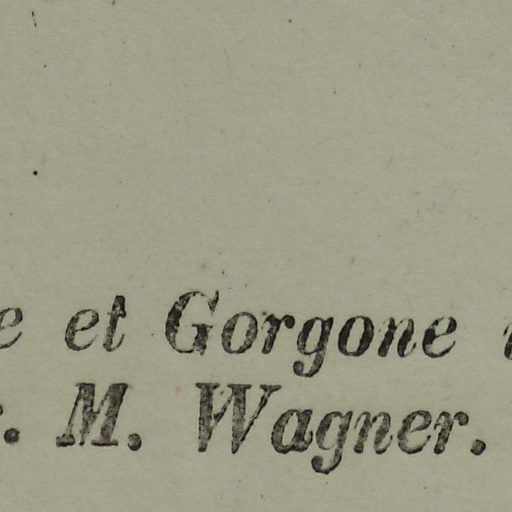 e et Gorgone
. M. Wagner.